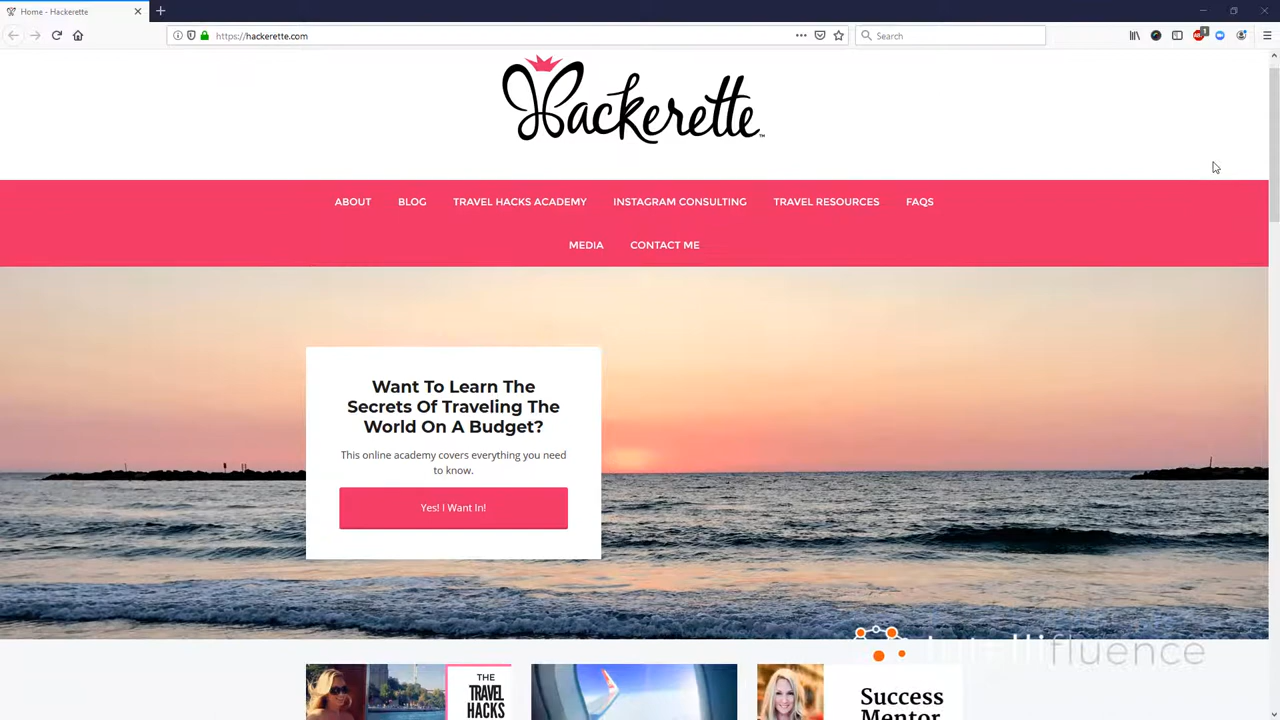 Home - Hackerette
https://hackerette.com
Search
Hackerette™
ABOUT BLOG TRAVEL HACKS ACADEMY INSTAGRAM CONSULTING TRAVEL RESOURCES FAQS
MEDIA CONTACT ME
Want To Learn The
Secrets Of Traveling The
World On A Budget?
This online academy covers everything you need
to know.
Yes! I Want In!
Intellifluence
THE
TRAVEL
HACKS
Success
Mentor